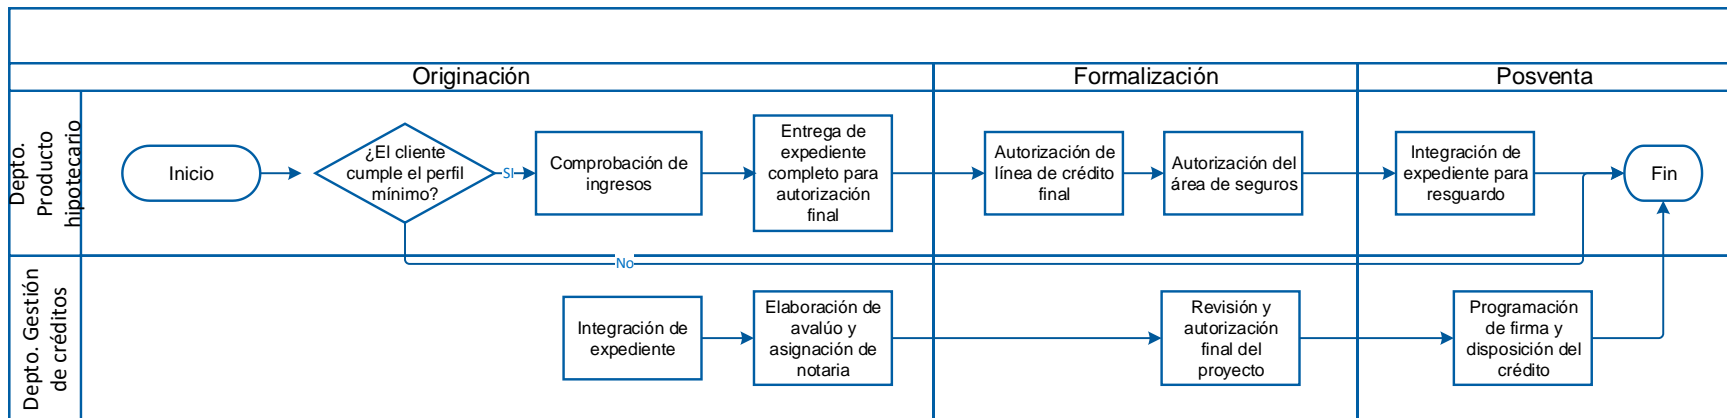 Originación
Formalización
Posventa
Depto.
Producto
hipotecario
Inicio
¿El cliente
cumple el perfil
mínimo?
SI
Comprobación de
ingresos
Entrega de
expediente
completo para
autorización
final
Autorización de
línea de crédito
final
Autorización del
área de seguros
Integración de
expediente para
resguardo
Fin
No
Depto. Gestión
de créditos
Integración de
expediente
Elaboración de
avalúo y
asignación de
notaria
Revisión y
autorización
final del
proyecto
Programación
de firma y
disposición del
crédito